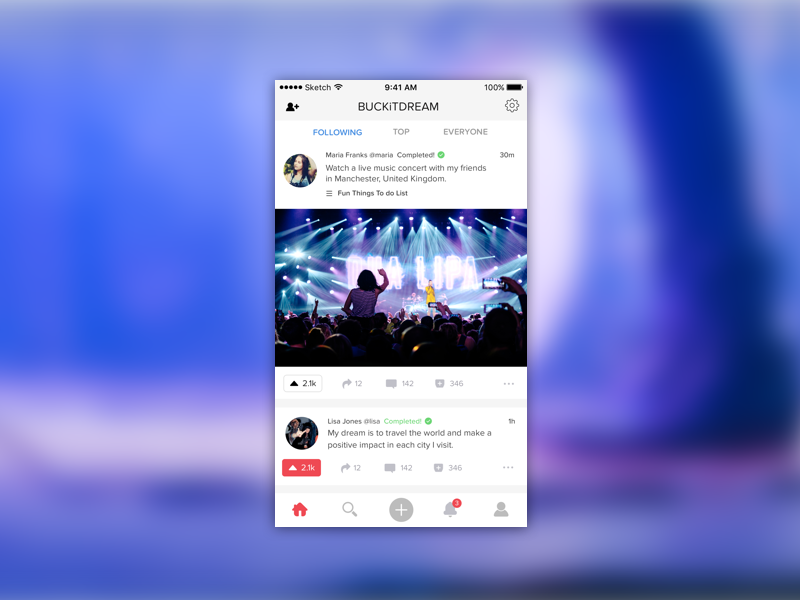 Sketch 9:41 AM 100%
BUCKiTDREAM
FOLLOWING TOP EVERYONE
Maria Franks @maria Completed! 30m
Watch a live music concert with my friends
in Manchester, United Kingdom.
Fun Things To do List
DUA LIPA
2.1k 12 142 346
Lisa Jones @lisa Completed! 1h
My dream is to travel the world and make a
positive impact in each city I visit.
2.1k 12 142 346
3